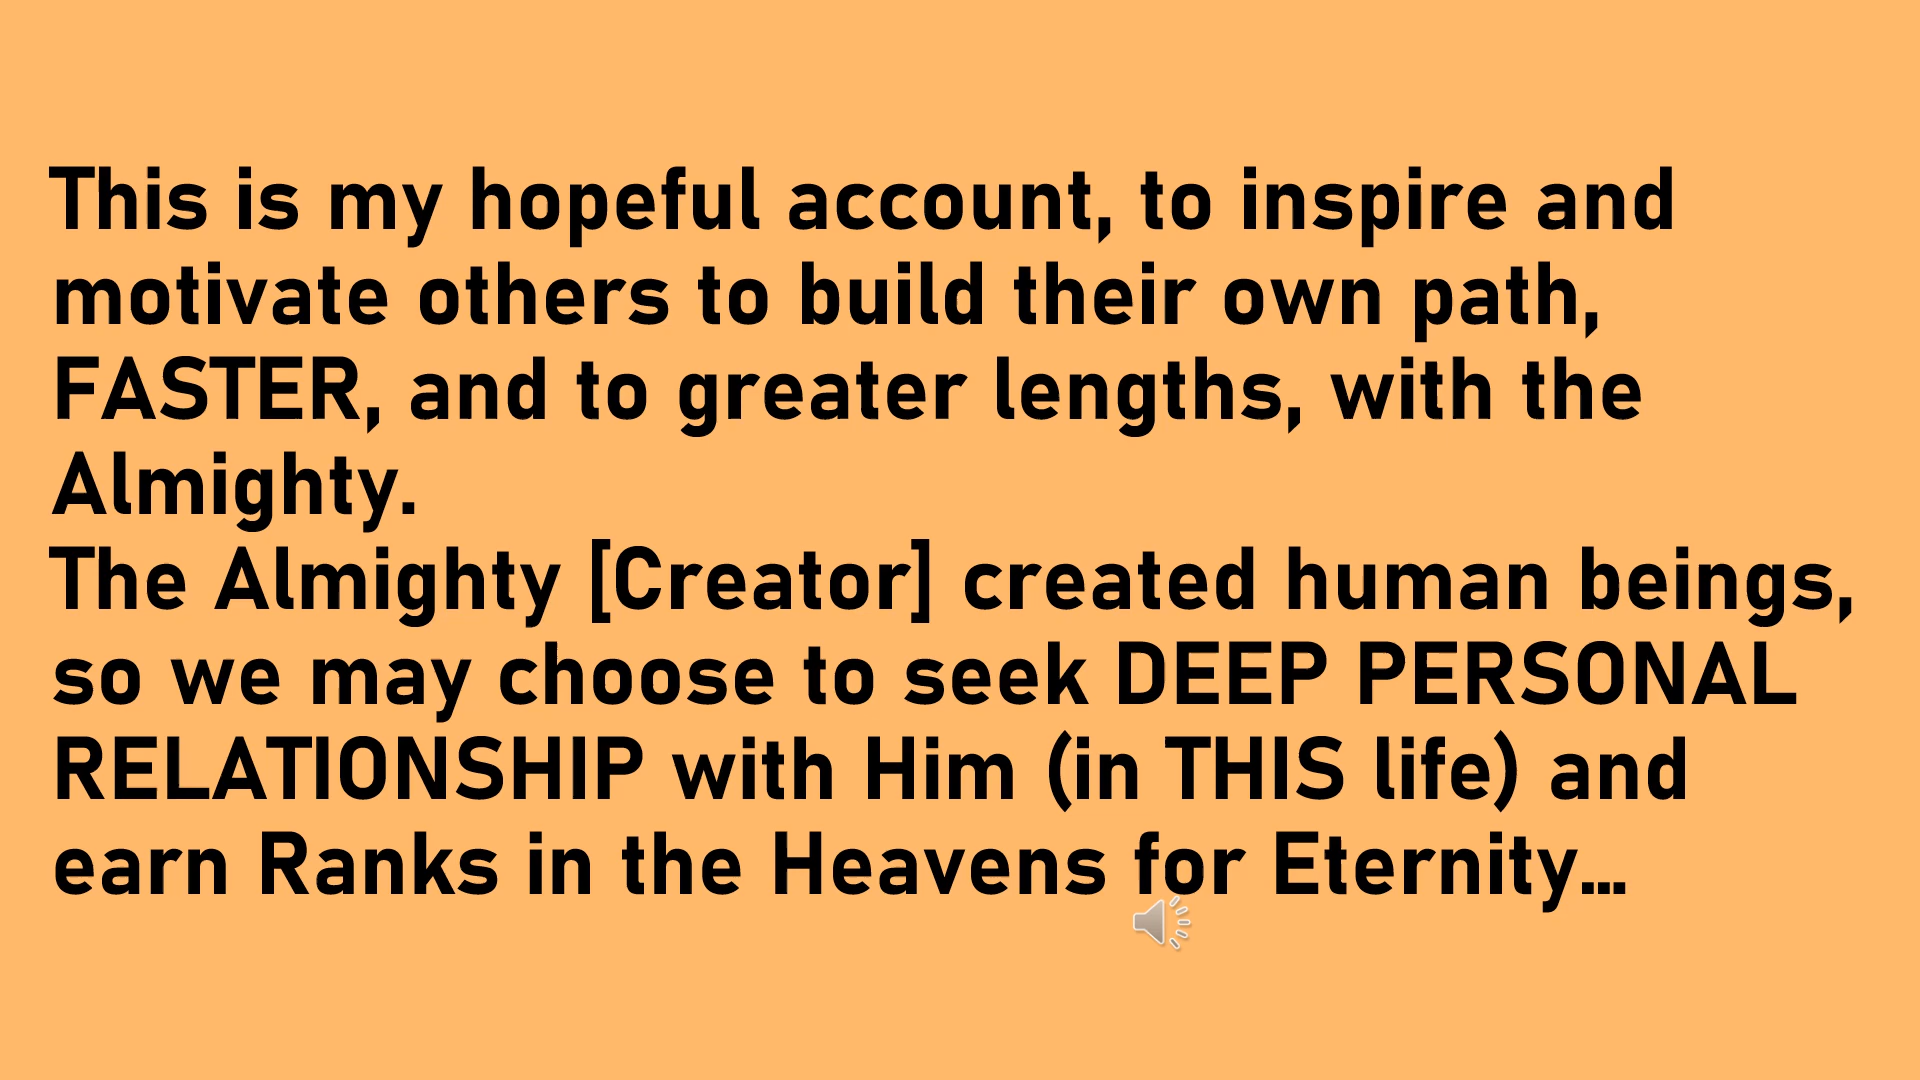 This is my hopeful account, to inspire and
motivate others to build their own path,
FASTER, and to greater lengths, with the
Almighty.
The Almighty [Creator] created human beings,
so we may choose to seek DEEP PERSONAL
RELATIONSHIP with Him (in THIS life) and
earn Ranks in the Heavens for Eternity...